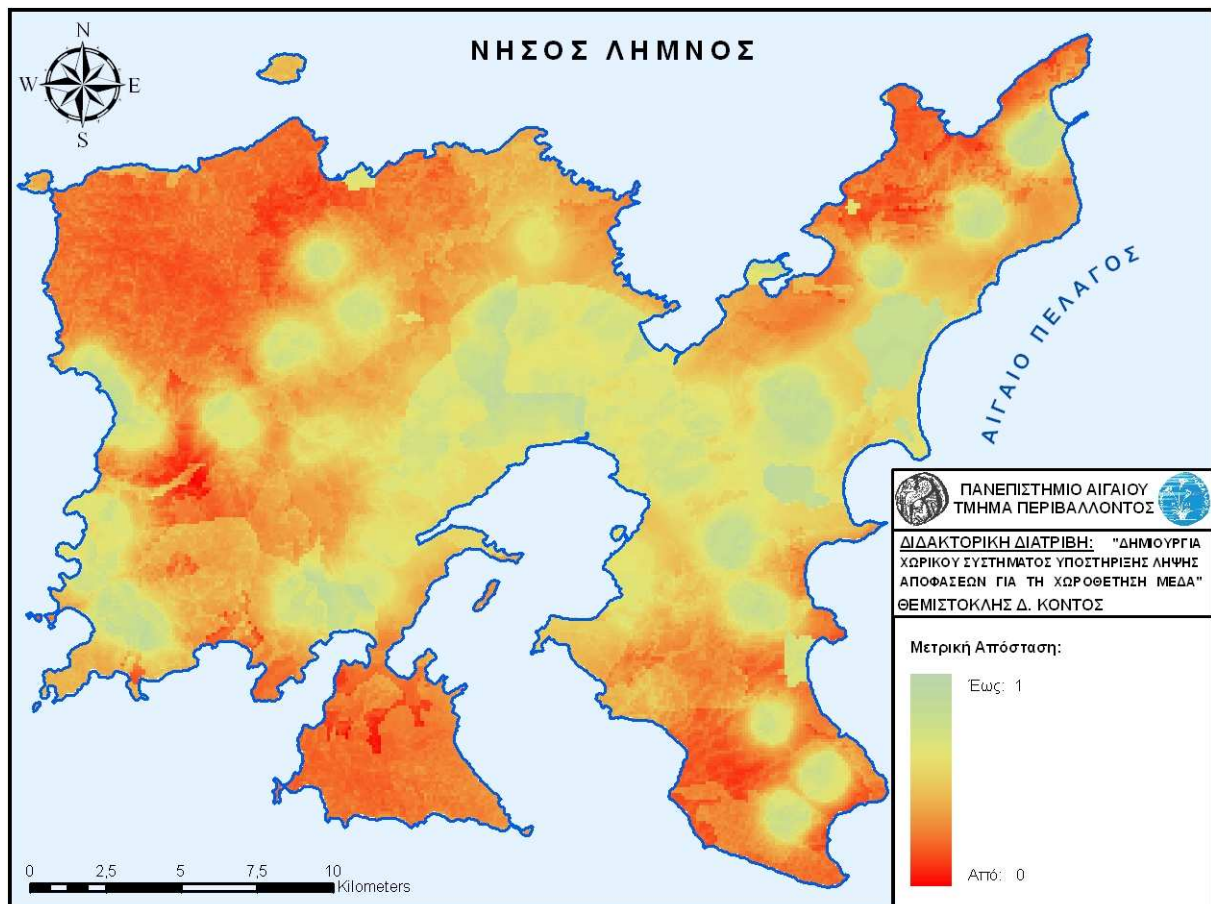 ΝΗΣΟΣ ΛΗΜΝΟΣ
N
W E
S
ΑΙΓΑΙΟ ΠΕΛΑΓΟΣ
ΠΑΝΕΠΙΣΤΗΜΙΟ ΑΙΓΑΙΟΥ
ΤΜΗΜΑ ΠΕΡΙΒΑΛΛΟΝΤΟΣ
ΔΙΔΑΚΤΟΡΙΚΗ ΔΙΑΤΡΙΒΗ: "ΔΗΜΙΟΥΡΓΙΑ
ΧΩΡΙΚΟΥ ΣΥΣΤΗΜΑΤΟΣ ΥΠΟΣΤΗΡΙΞΗΣ ΛΗΨΗΣ
ΑΠΟΦΑΣΕΩΝ ΓΙΑ ΤΗ ΧΩΡΟΘΕΤΗΣΗ ΜΕΔΑ"
ΘΕΜΙΣΤΟΚΛΗΣ Δ. ΚΟΝΤΟΣ
Μετρική Απόσταση:
Έως: 1
Από: 0
0 2,5 5 7,5 10
Kilometers